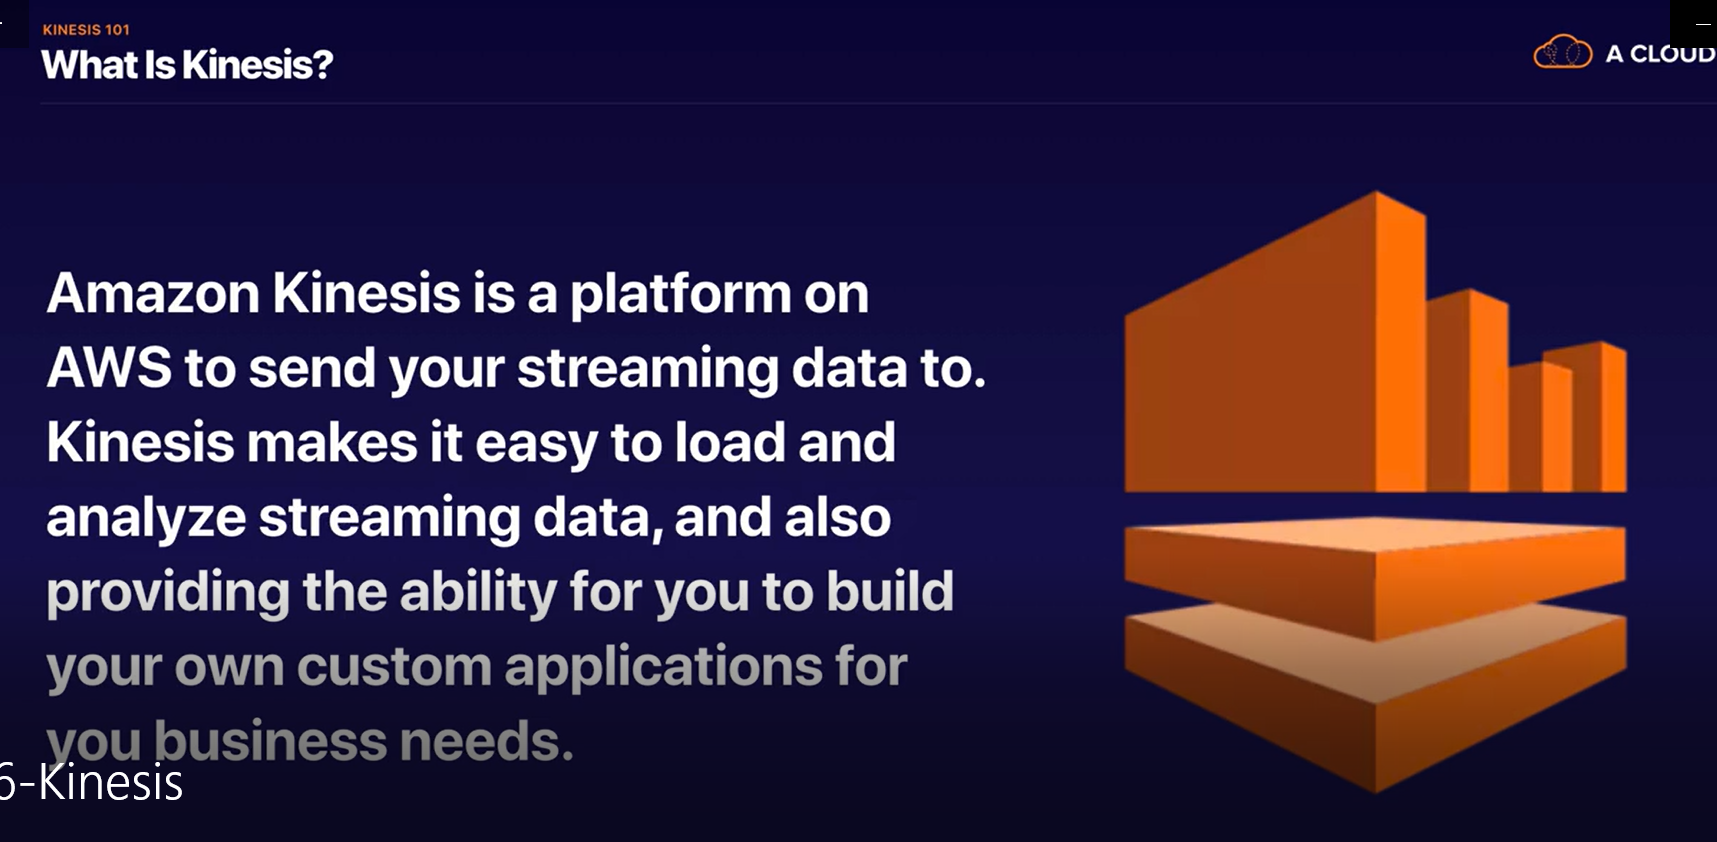 KINESIS 101
What Is Kinesis?
A CLOUD
Amazon Kinesis is a platform on
AWS to send your streaming data to.
Kinesis makes it easy to load and
analyze streaming data, and also
providing the ability for you to build
your own custom applications for
you business needs.
6-Kinesis